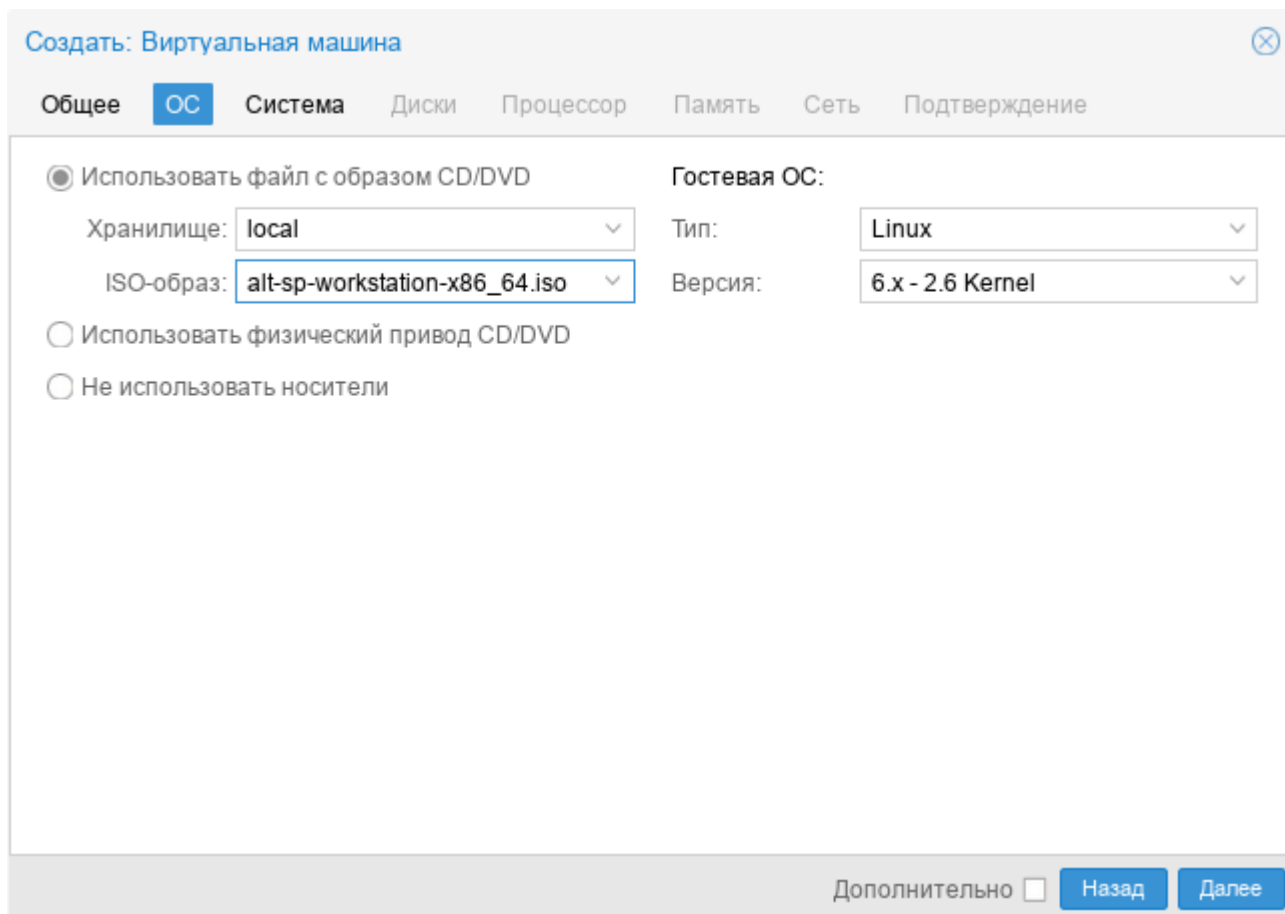 Создать: Виртуальная машина
Общее ОС Система Диски Процессор Память Сеть Подтверждение
Использовать файл с образом CD/DVD Гостевая ОС:
Хранилище: local Тип: Linux
ISO-образ: alt-sp-workstation-x86_64.iso Версия: 6.x - 2.6 Kernel
Использовать физический привод CD/DVD
Не использовать носители
Дополнительно Назад Далее